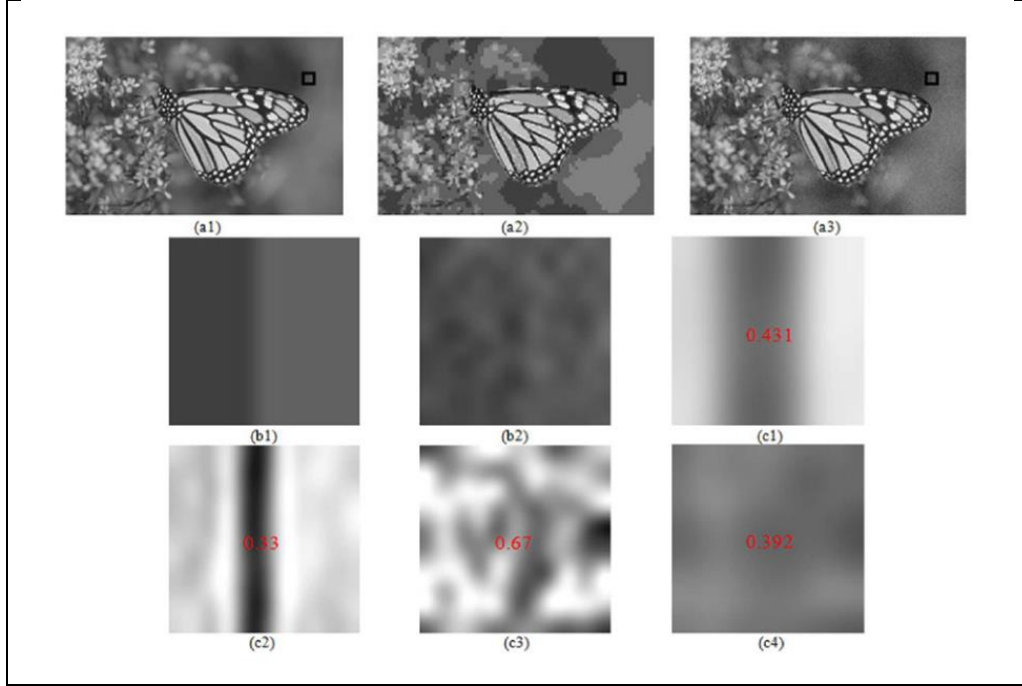 (a1) (a2) (a3)
(b1) (b2) 0.431 (c1)
0.33 (c2) 0.67 (c3) 0.392 (c4)